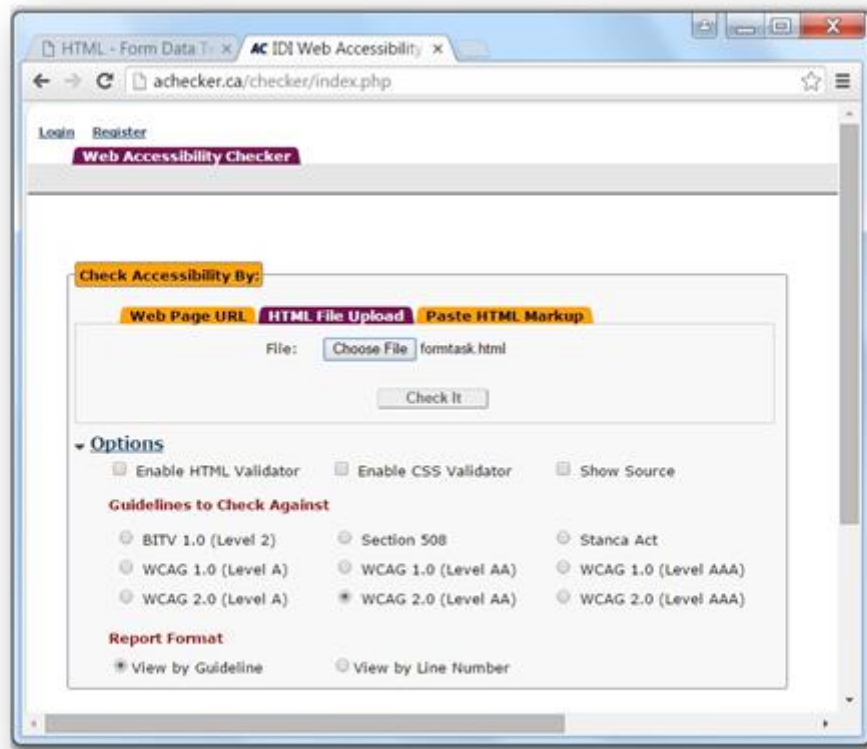 HTML - Form Data T
AC IDI Web Accessibility
achecker.ca/checker/index.php
Login Register
Web Accessibility Checker
Check Accessibility By:
Web Page URL HTML File Upload Paste HTML Markup
File: Choose File formtask.html
Check It
Options
Enable HTML Validator Enable CSS Validator Show Source
Guidelines to Check Against
BITV 1.0 (Level 2) Section 508 Stanca Act
WCAG 1.0 (Level A) WCAG 1.0 (Level AA) WCAG 1.0 (Level AAA)
WCAG 2.0 (Level A) WCAG 2.0 (Level AA) WCAG 2.0 (Level AAA)
Report Format
View by Guideline View by Line Number